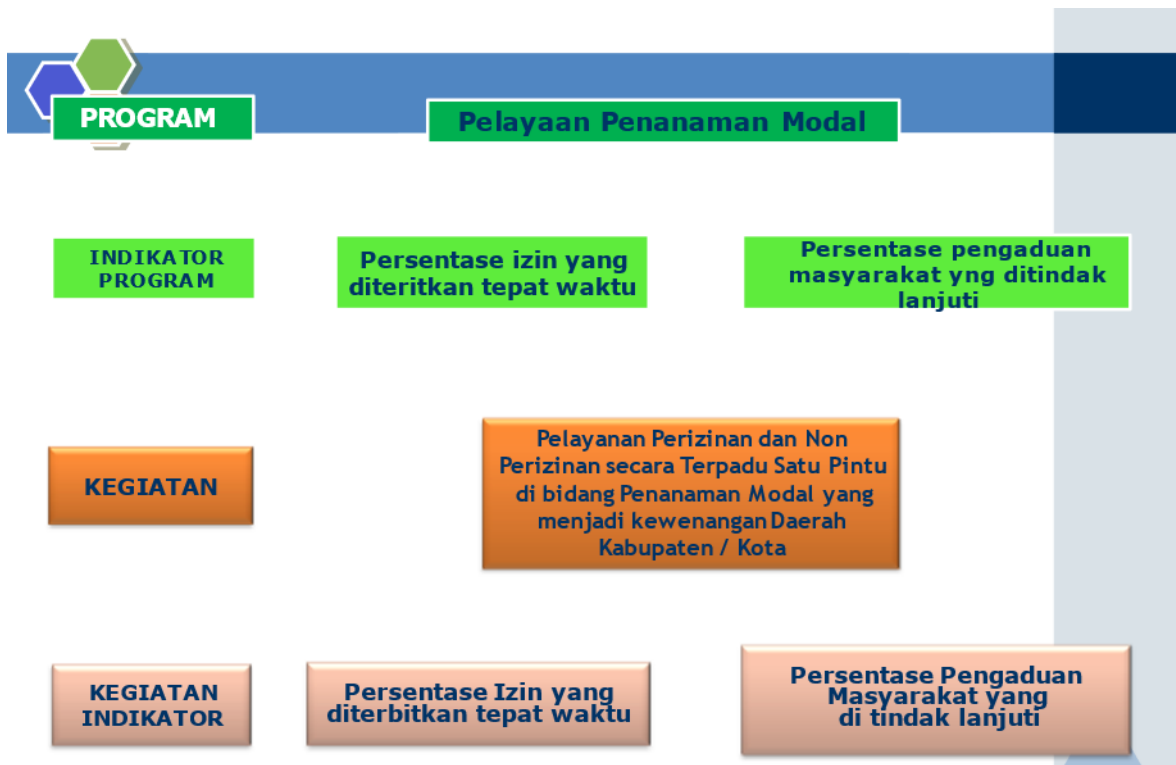 PROGRAM
Pelayaan Penanaman Modal
INDIKATOR
PROGRAM
Persentase izin yang
diteritkan tepat waktu
Persentase pengaduan
masyarakat yng ditindak
lanjuti
KEGIATAN
Pelayanan Perizinan dan Non
Perizinan secara Terpadu Satu Pintu
di bidang Penanaman Modal yang
menjadi kewenangan Daerah
Kabupaten / Kota
KEGIATAN
INDIKATOR
Persentase Izin yang
diterbitkan tepat waktu
Persentase Pengaduan
Masyarakat yang
di tindak lanjuti